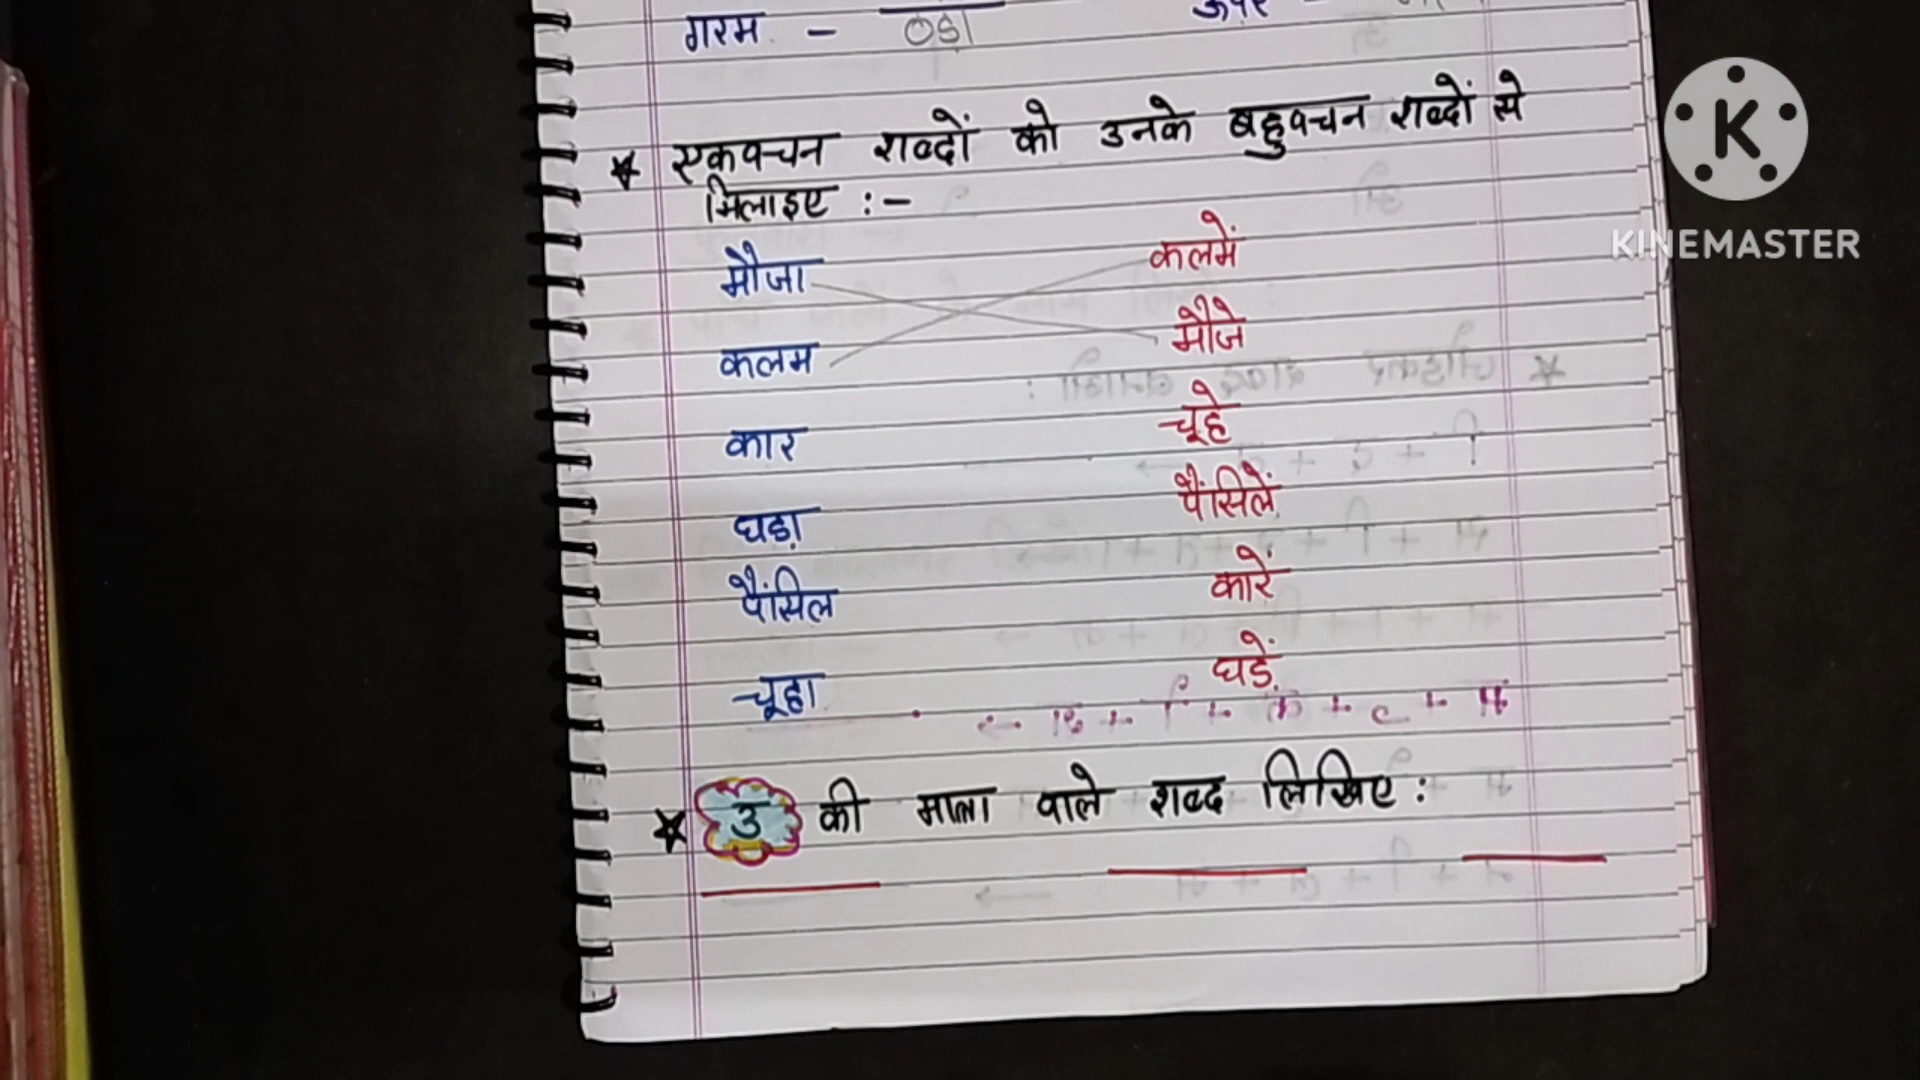 गरम - ठंडा
* एकवचन शब्दों को उनके बहुवचन शब्दों से
मिलाइए :-
मौजा कलमें
कलम मौजे
कार चूहे
घड़ा पैंसिलें
पैंसिल कारें
चूहा घड़े
* उ की मात्रा वाले शब्द लिखिए :
K
KINEMASTER